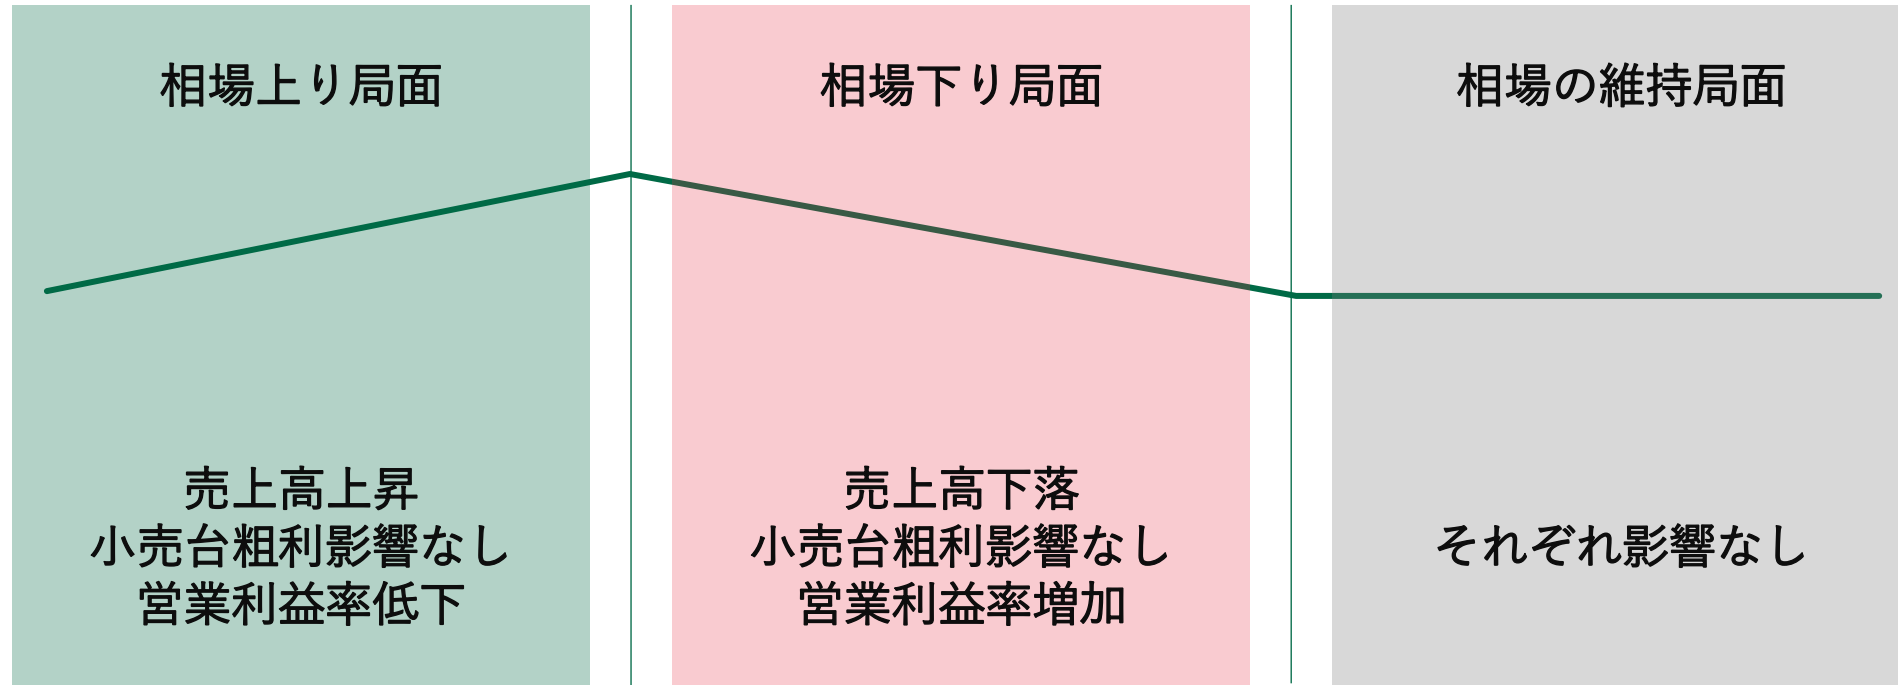 相場上り局面
売上高上昇
小売台粗利影響なし
営業利益率低下
相場下り局面
売上高下落
小売台粗利影響なし
営業利益率増加
相場の維持局面
それぞれ影響なし